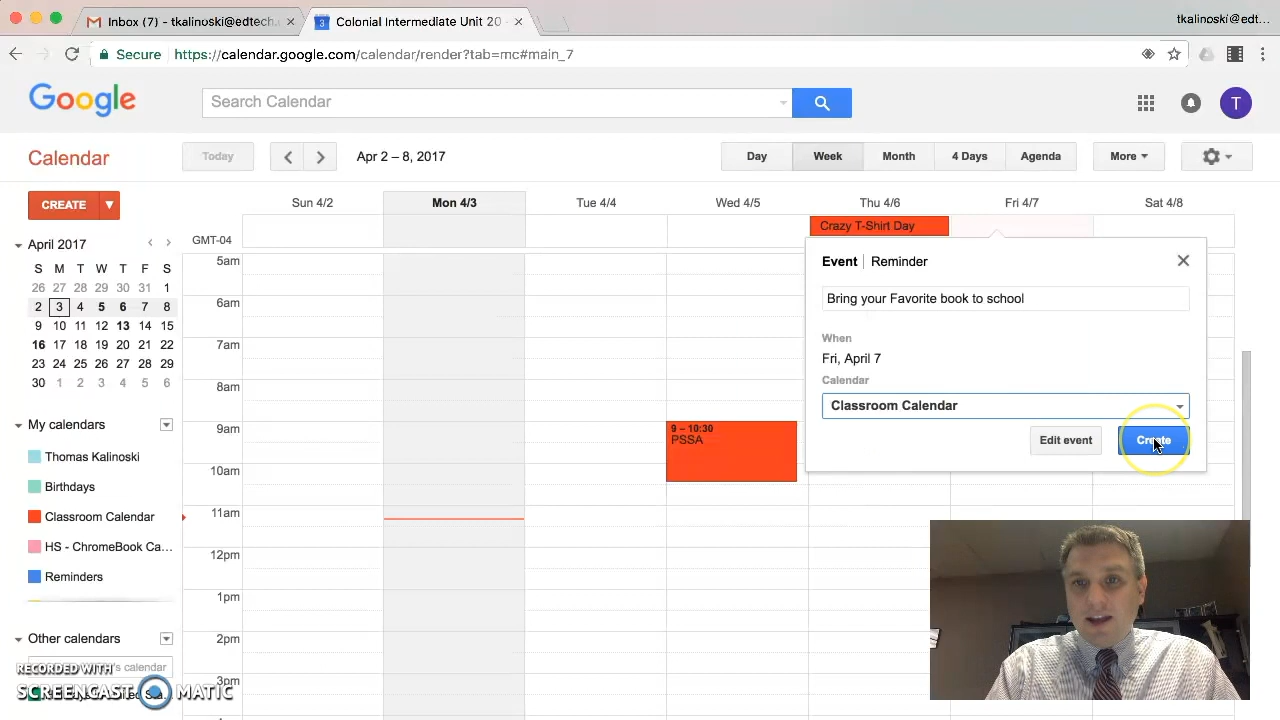 Inbox (7) - tkalinoski@edtech.
Colonial Intermediate Unit 20
tkalinoski@edt...
Secure
https://calendar.google.com/calendar/render?tab=mc#main_7
Google
Search Calendar
T
Calendar
Today
Apr 2 – 8, 2017
Day
Week
Month
4 Days
Agenda
More
CREATE
Sun 4/2
Mon 4/3
Tue 4/4
Wed 4/5
Thu 4/6
Fri 4/7
Sat 4/8
GMT-04
Crazy T-Shirt Day
April 2017
S M T W T F S
26 27 28 29 30 31 1
2 3 4 5 6 7 8
9 10 11 12 13 14 15
16 17 18 19 20 21 22
23 24 25 26 27 28 29
30 1 2 3 4 5 6
My calendars
Thomas Kalinoski
Birthdays
Classroom Calendar
HS - ChromeBook Ca...
Reminders
Other calendars
's calendar
RECORDED WITH
SCREENCAST MATIC
5am
6am
7am
8am
9am
10am
11am
12pm
1pm
2pm
3pm
9 – 10:30
PSSA
Event | Reminder
Bring your Favorite book to school
When
Fri, April 7
Calendar
Classroom Calendar
Edit event
Create